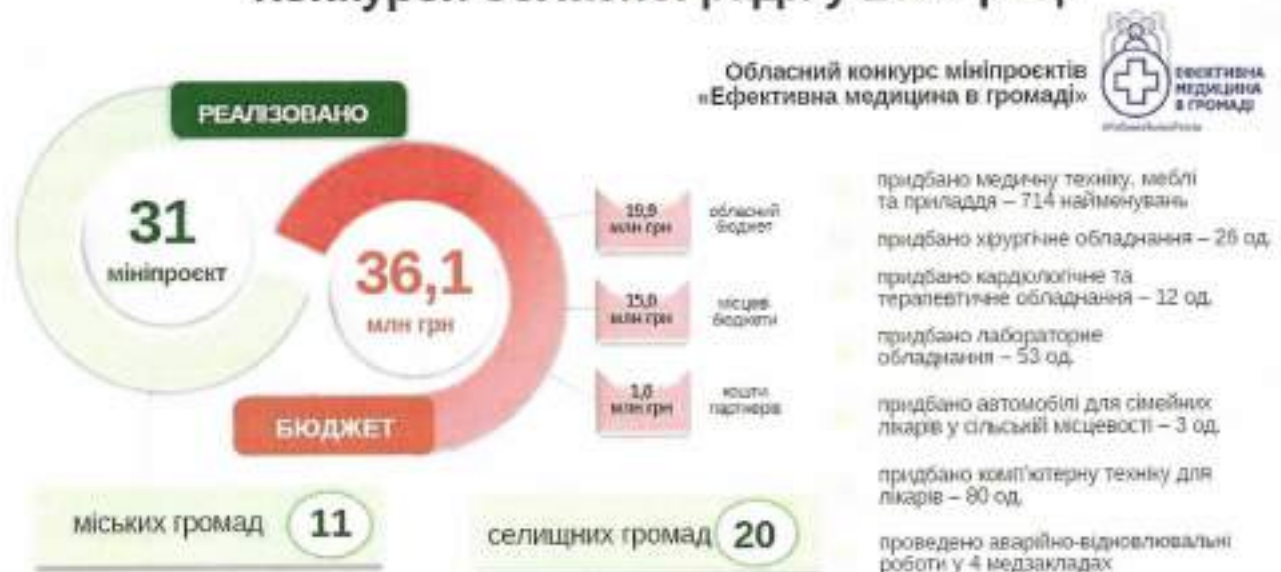 Обласний конкурс мініпроєктів
«Ефективна медицина в громаді»
ЕФЕКТИВНА
МЕДИЦИНА
В ГРОМАДІ
РЕАЛІЗОВАНО
31
мініпроєкт
36,1
млн грн
БЮДЖЕТ
19,9
млн грн
обласний
бюджет
млн грн
місцеві
бюджети
млн грн
кошти
партнерів
придбано медичну техніку, меблі
та приладдя – 714 найменувань
придбано хірургічне обладнання – 26 од.
придбано кардіологічне та
терапевтичне обладнання – 12 од.
придбано лабораторне
обладнання – 53 од.
придбано автомобілі для сімейних
лікарів у сільській місцевості – 3 од.
придбано комп'ютерну техніку для
лікарів – 80 од.
проведено аварійно-відновлювальні
роботи у 4 медзакладах
міських громад 11
селищних громад 20